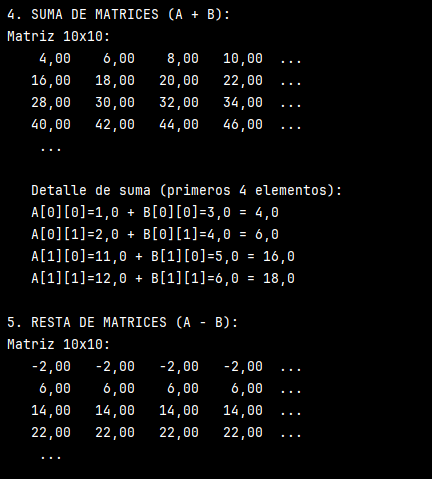 4. SUMA DE MATRICES (A + B):
Matriz 10x10:
    4,00    6,00    8,00   10,00  ...
   16,00   18,00   20,00   22,00  ...
   28,00   30,00   32,00   34,00  ...
   40,00   42,00   44,00   46,00  ...
    ...
   Detalle de suma (primeros 4 elementos):
   A[0][0]=1,0 + B[0][0]=3,0 = 4,0
   A[0][1]=2,0 + B[0][1]=4,0 = 6,0
   A[1][0]=11,0 + B[1][0]=5,0 = 16,0
   A[1][1]=12,0 + B[1][1]=6,0 = 18,0
5. RESTA DE MATRICES (A - B):
Matriz 10x10:
   -2,00   -2,00   -2,00   -2,00  ...
    6,00    6,00    6,00    6,00  ...
   14,00   14,00   14,00   14,00  ...
   22,00   22,00   22,00   22,00  ...
    ...